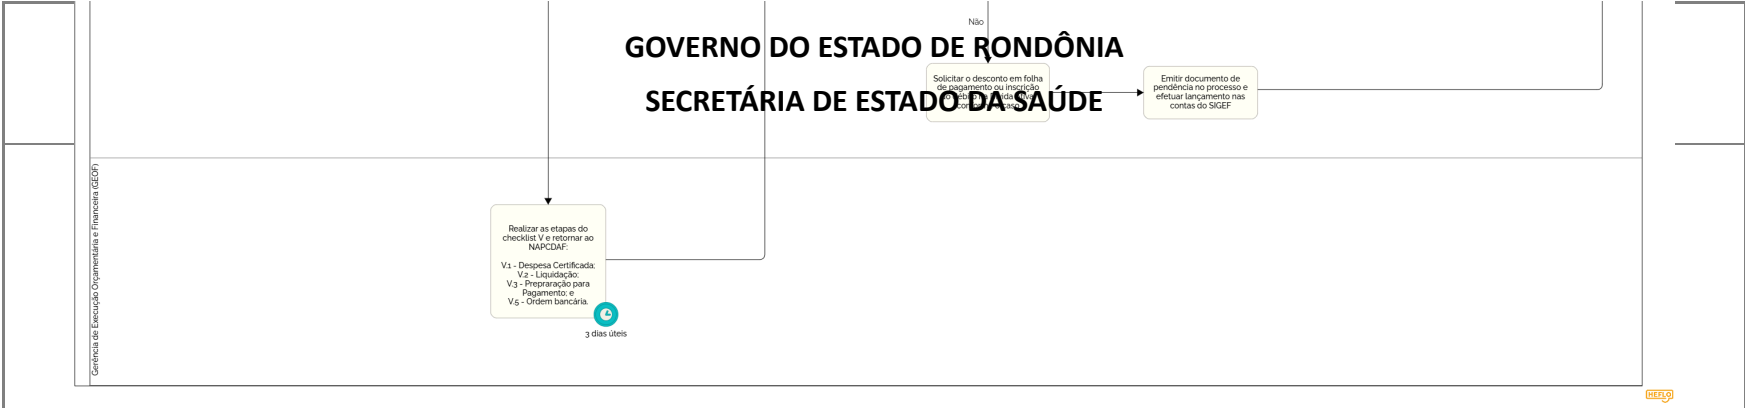 Não
GOVERNO DO ESTADO DE RONDÔNIA
SECRETÁRIA DE ESTADO DA SAÚDE
Solicitar o desconto em folha
de pagamento ou inscrição
Emitir documento de
pendência no processo e
efetuar lançamento nas
contas do SIGEF
Gerência de Execução Orçamentária e Financeira (GEOF)
Realizar as etapas do
checklist V e retornar ao
NAPCDAF:
V.1 - Despesa Certificada;
V.2 - Liquidação;
V.3 - Prepraração para
Pagamento; e
V.5 - Ordem bancária.
3 dias úteis
HEFLO